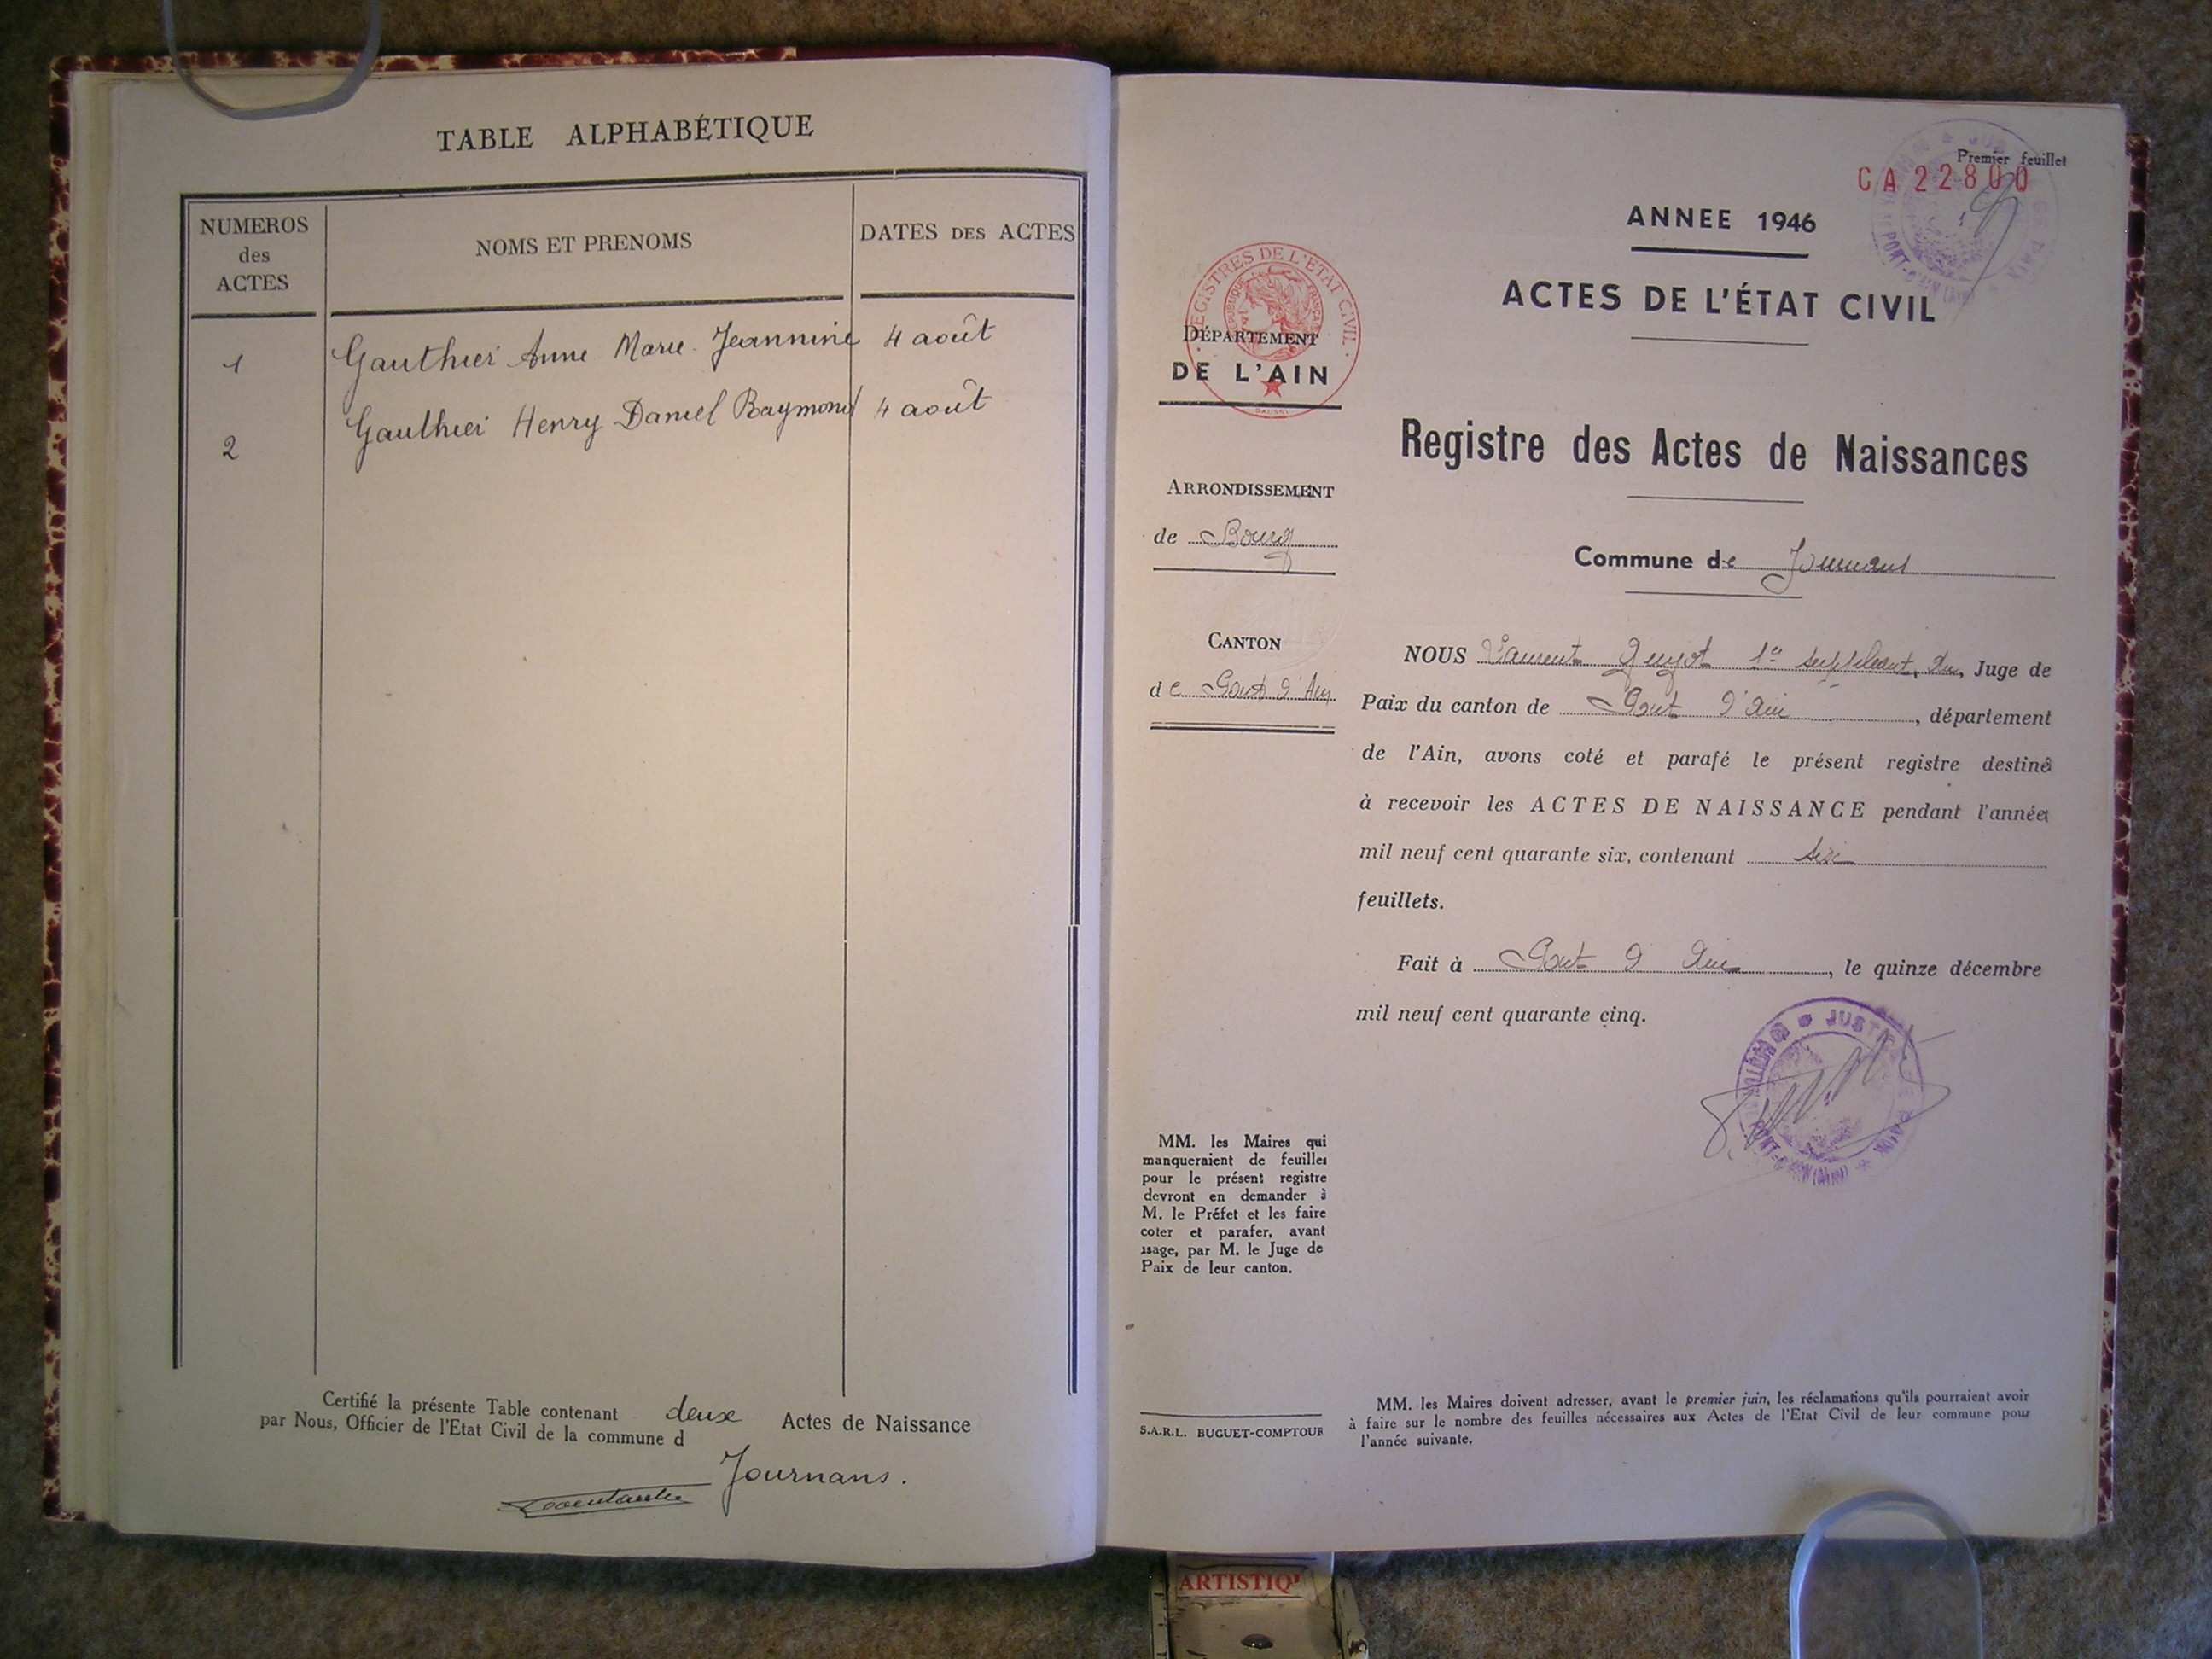 TABLE ALPHABÉTIQUE
NUMEROS des ACTES
NOMS ET PRENOMS
DATES DES ACTES
1 Gauthier Anne Marie Jeannine 4 août
2 Gauthier Henry Daniel Raymond 4 août
Certifié la présente Table contenant deux Actes de Naissance
par Nous, Officier de l'Etat Civil de la commune d
Journans.
Premier feuillet
CA 22800
ANNEE 1946
ACTES DE L'ÉTAT CIVIL
REGISTRES DE L'ETAT CIVIL
DÉPARTEMENT
DE L'AIN
Registre des Actes de Naissances
ARRONDISSEMENT
de Bourg
Commune de Journans
CANTON
de Pont d'Ain
NOUS Guyot 1er suppléant du, Juge de
Paix du canton de Pont d'Ain, département
de l'Ain, avons coté et parafé le présent registre destiné
à recevoir les ACTES DE NAISSANCE pendant l'année
mil neuf cent quarante six, contenant six
feuillets.
Fait à Pont d'Ain, le quinze décembre
mil neuf cent quarante cinq.
MM. les Maires qui
manqueraient de feuilles
pour le présent registre
devront en demander à
M. le Préfet et les faire
coter et parafer, avant
usage, par M. le Juge de
Paix de leur canton.
S.A.R.L. BUGUET-COMPTOUR
MM. les Maires doivent adresser, avant le premier juin, les réclamations qu'ils pourraient avoir
à faire sur le nombre des feuilles nécessaires aux Actes de l'Etat Civil de leur commune pour
l'année suivante.
ARTISTIQ